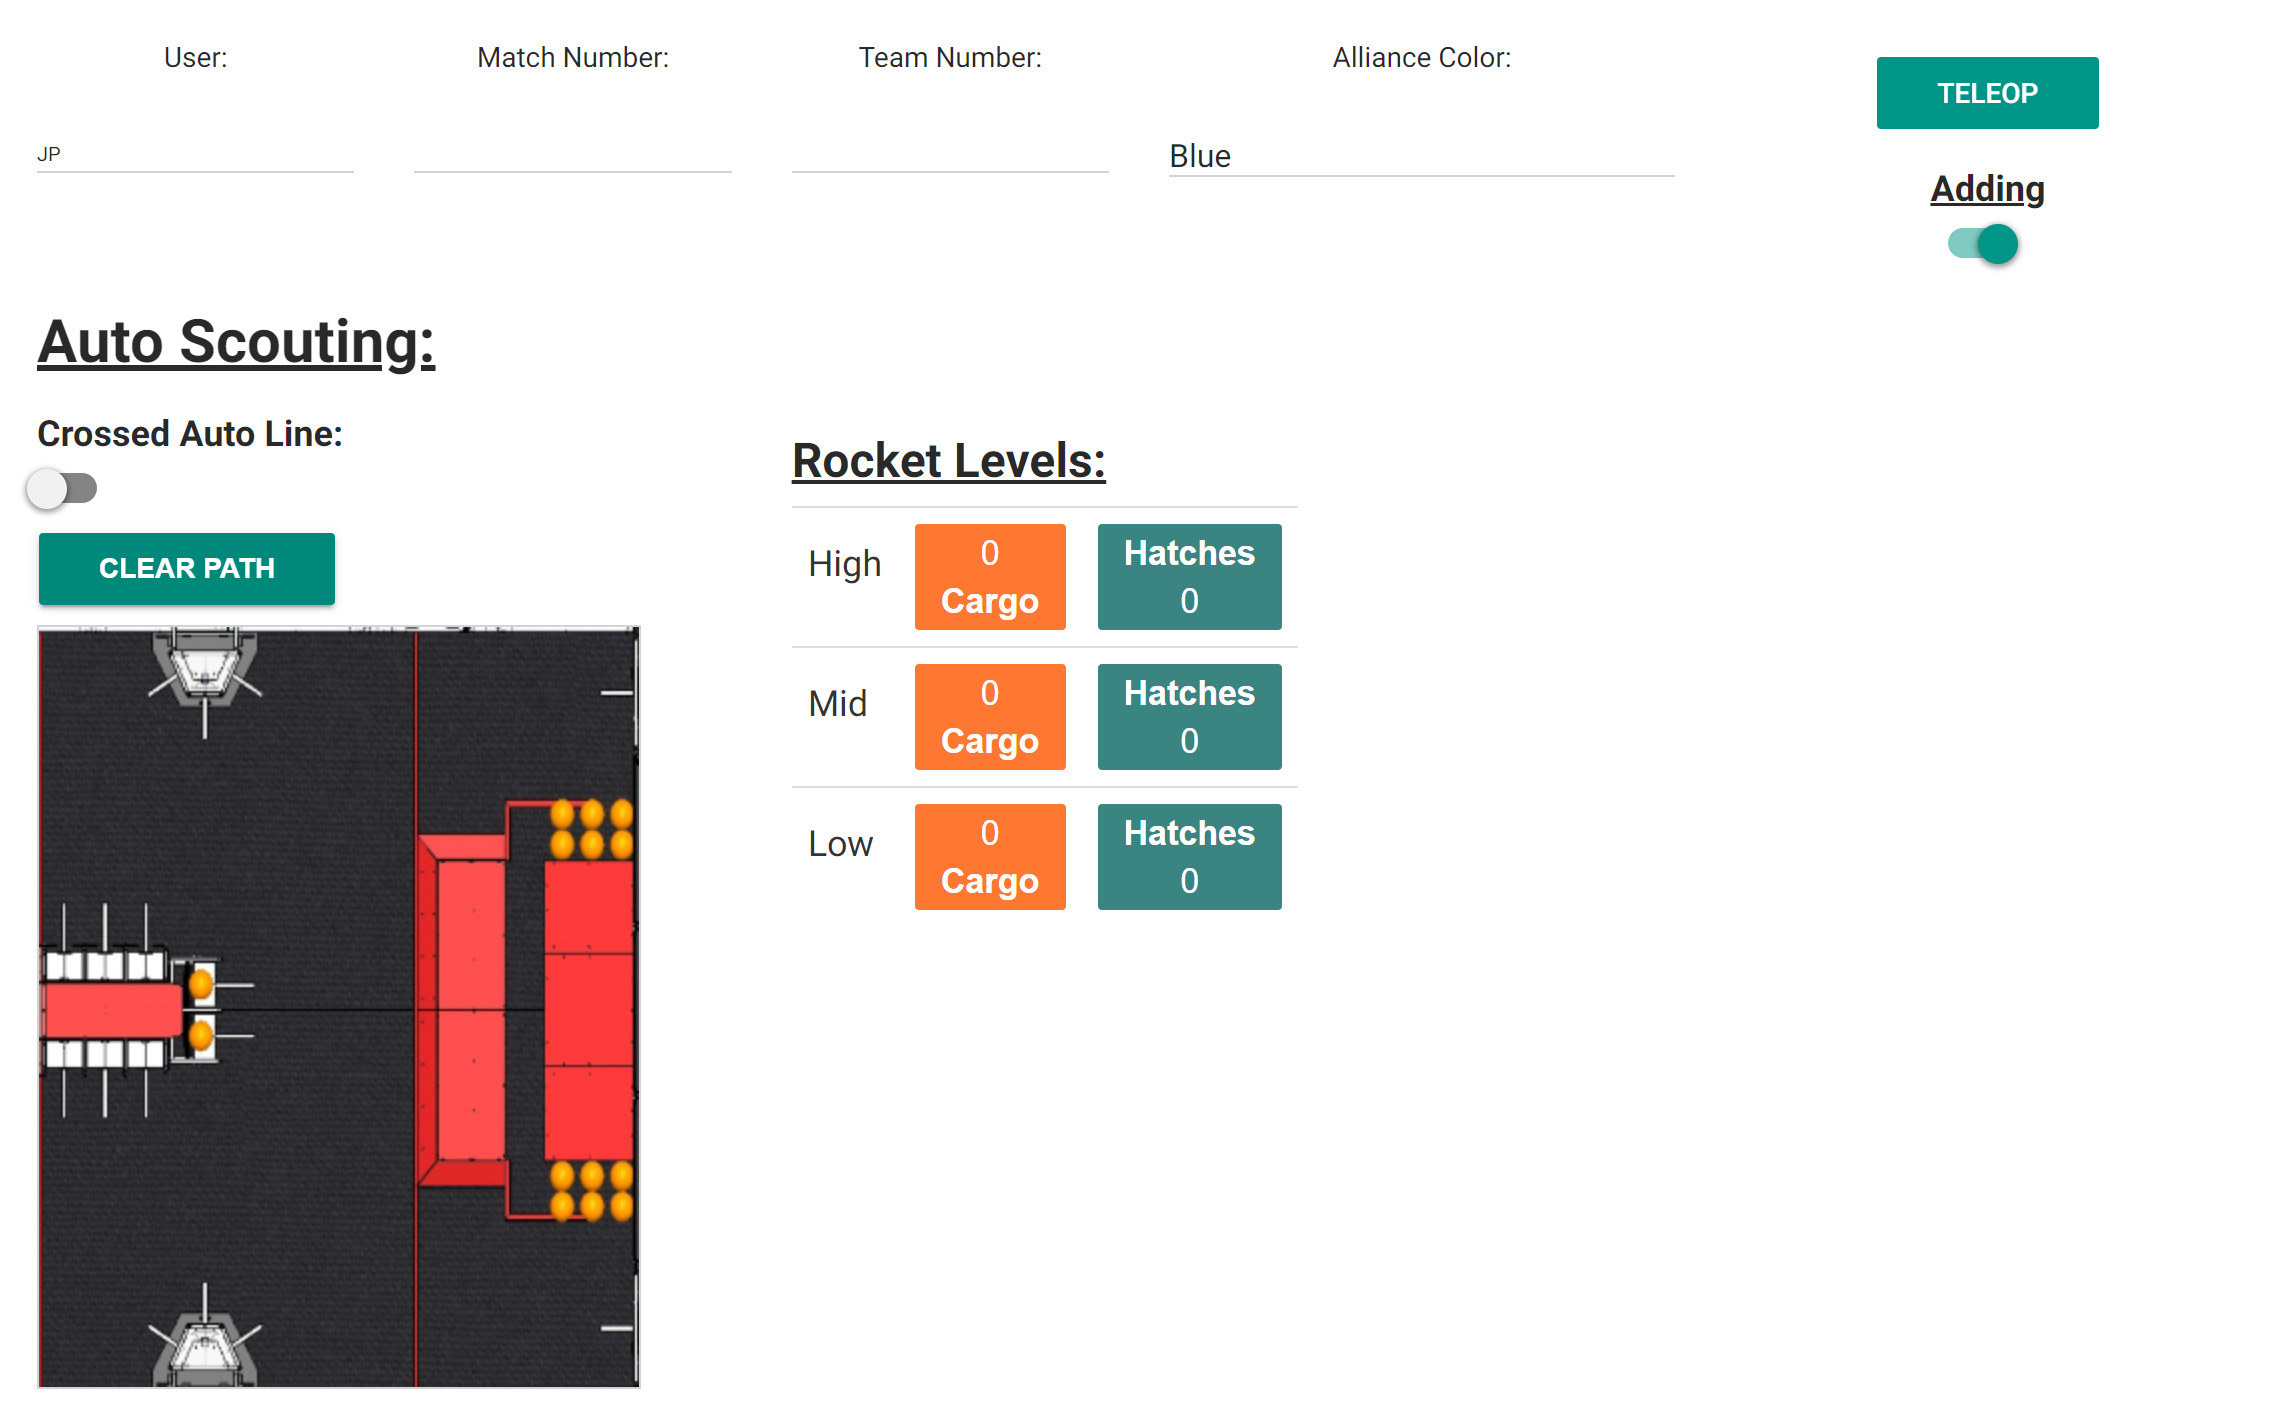 User:
Match Number:
Team Number:
Alliance Color:
TELEOP
JP
Blue
Adding
Auto Scouting:
Crossed Auto Line:
CLEAR PATH
Rocket Levels:
High
0
Cargo
Hatches
0
Mid
0
Cargo
Hatches
0
Low
0
Cargo
Hatches
0